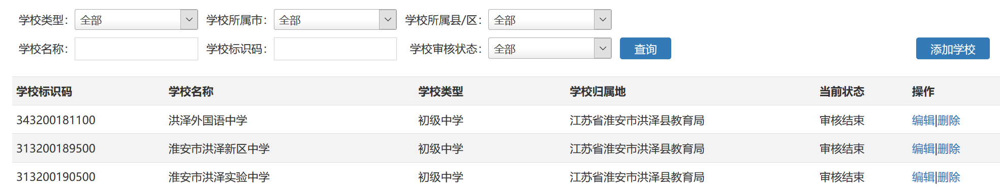 学校类型： 全部 学校所属市： 全部 学校所属县/区： 全部
学校名称： 学校标识码： 学校审核状态： 全部 查询 添加学校
学校标识码 学校名称 学校类型 学校归属地 当前状态 操作
343200181100 洪泽外国语中学 初级中学 江苏省淮安市洪泽县教育局 审核结束 编辑|删除
313200189500 淮安市洪泽新区中学 初级中学 江苏省淮安市洪泽县教育局 审核结束 编辑|删除
313200190500 淮安市洪泽实验中学 初级中学 江苏省淮安市洪泽县教育局 审核结束 编辑|删除